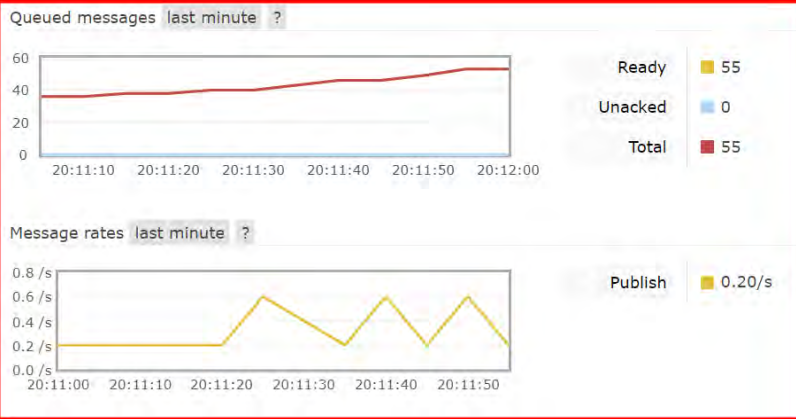 Queued messages last minute ?
60
40
20
0
20:11:10 20:11:20 20:11:30 20:11:40 20:11:50 20:12:00
Ready 55
Unacked 0
Total 55
Message rates last minute ?
0.8 /s
0.6 /s
0.4 /s
0.2 /s
0.0 /s
20:11:00 20:11:10 20:11:20 20:11:30 20:11:40 20:11:50
Publish 0.20/s